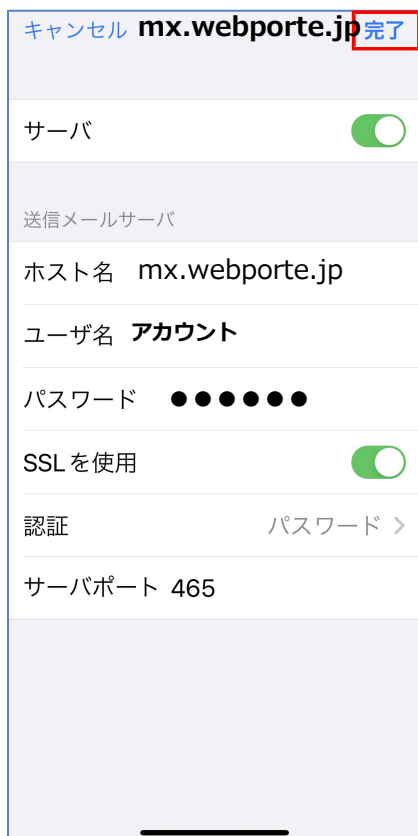 キャンセル mx.webporte.jp 完了
サーバ
送信メールサーバ
ホスト名 mx.webporte.jp
ユーザ名 アカウント
パスワード ●●●●●●
SSLを使用
認証 パスワード >
サーバポート 465